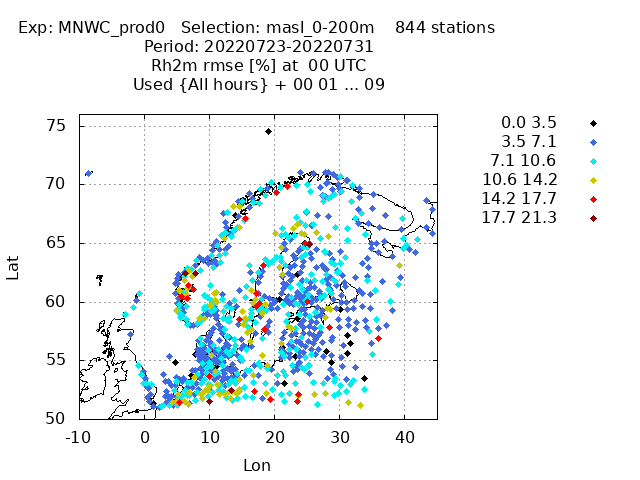 Exp: MNWC_prod0   Selection: masl_0-200m    844 stations
Period: 20220723-20220731
Rh2m rmse [%] at  00 UTC
Used {All hours} + 00 01 ... 09
0.0 3.5
3.5 7.1
7.1 10.6
10.6 14.2
14.2 17.7
17.7 21.3
75
70
65
60
55
50
Lat
-10 0 10 20 30 40
Lon